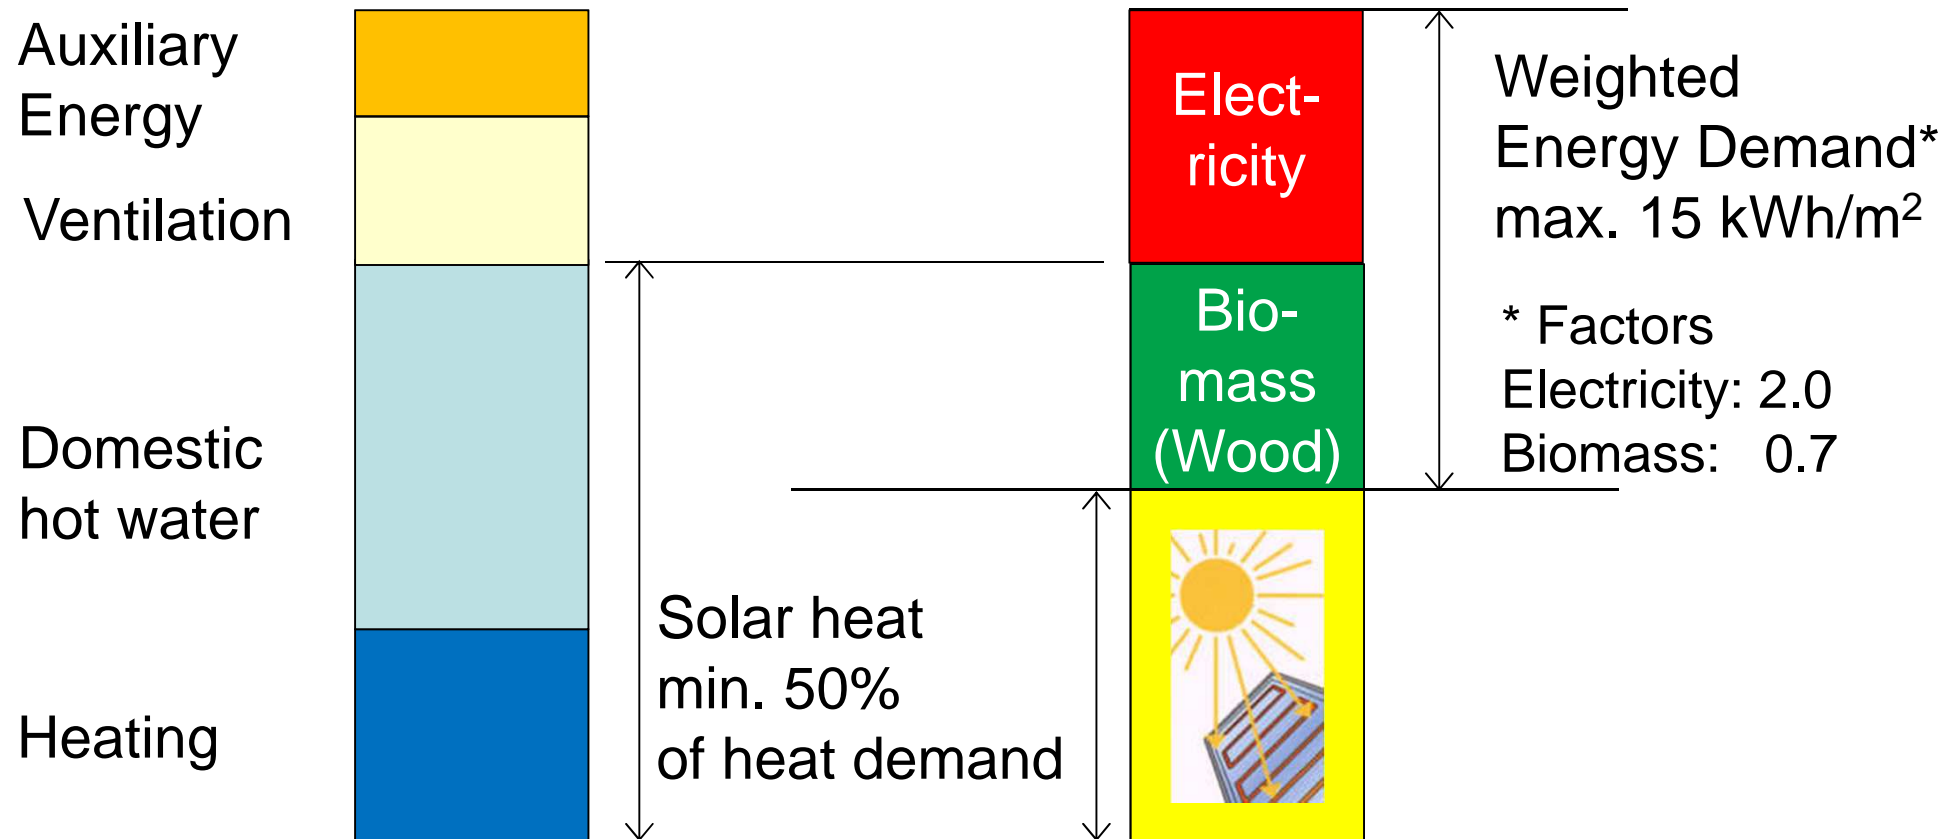 Auxiliary
Energy
Ventilation
Domestic
hot water
Heating
Solar heat
min. 50%
of heat demand
Elect-
ricity
Bio-
mass
(Wood)
Weighted
Energy Demand*
max. 15 kWh/m²
* Factors
Electricity: 2.0
Biomass: 0.7